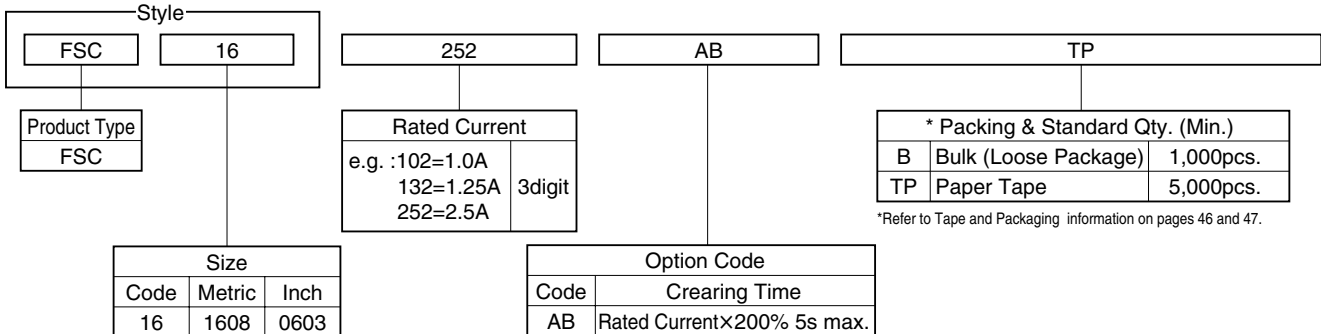 Style
FSC 16 252 AB TP
Product Type
FSC
Rated Current
e.g. :102=1.0A
132=1.25A
252=2.5A
3digit
* Packing & Standard Qty. (Min.)
B Bulk (Loose Package) 1,000pcs.
TP Paper Tape 5,000pcs.
*Refer to Tape and Packaging information on pages 46 and 47.
Size
Code Metric Inch
16 1608 0603
Option Code
Code Crearing Time
AB Rated Current×200% 5s max.